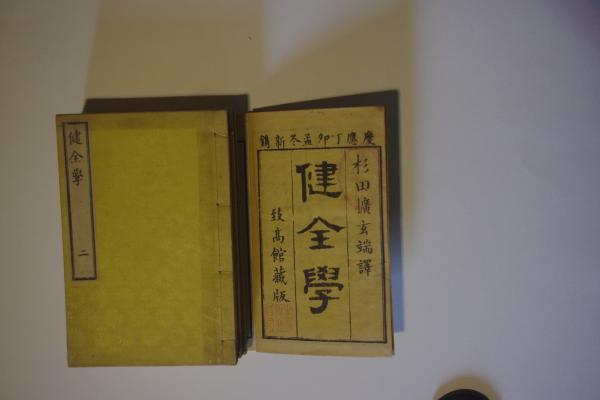 健全學
二
慶應丁卯孟冬新鐫
杉田擴玄端譯
健全學
致高館藏版